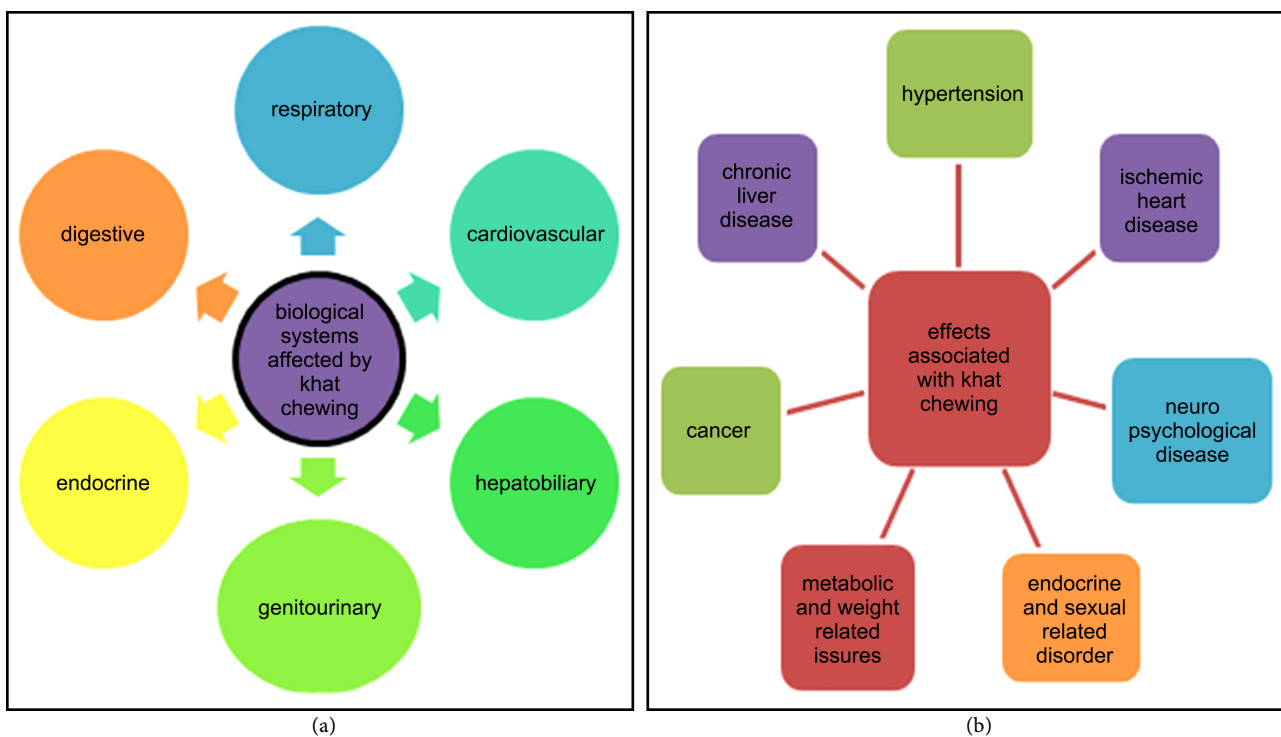 respiratory
digestive
cardiovascular
biological
systems
affected by
khat
chewing
endocrine
hepatobiliary
genitourinary
(a)
hypertension
chronic
liver
disease
ischemic
heart
disease
effects
associated
with khat
chewing
cancer
neuro
psychological
disease
metabolic
and weight
related
issures
endocrine
and sexual
related
disorder
(b)